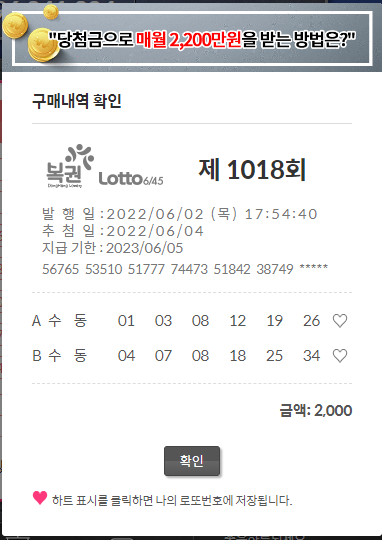 "당첨금으로 매월 2,200만원을 받는 방법은?"
구매내역 확인
복권 Lotto 6/45 제 1018회
DongHang Lottery
발 행 일 : 2022/06/02 (목) 17:54:40
추 첨 일 : 2022/06/04
지급 기한 : 2023/06/05
56765 53510 51777 74473 51842 38749 *****
A 수 동 01 03 08 12 19 26 ♡
B 수 동 04 07 08 18 25 34 ♡
금액: 2,000
확인
♥ 하트 표시를 클릭하면 나의 로또번호에 저장됩니다.